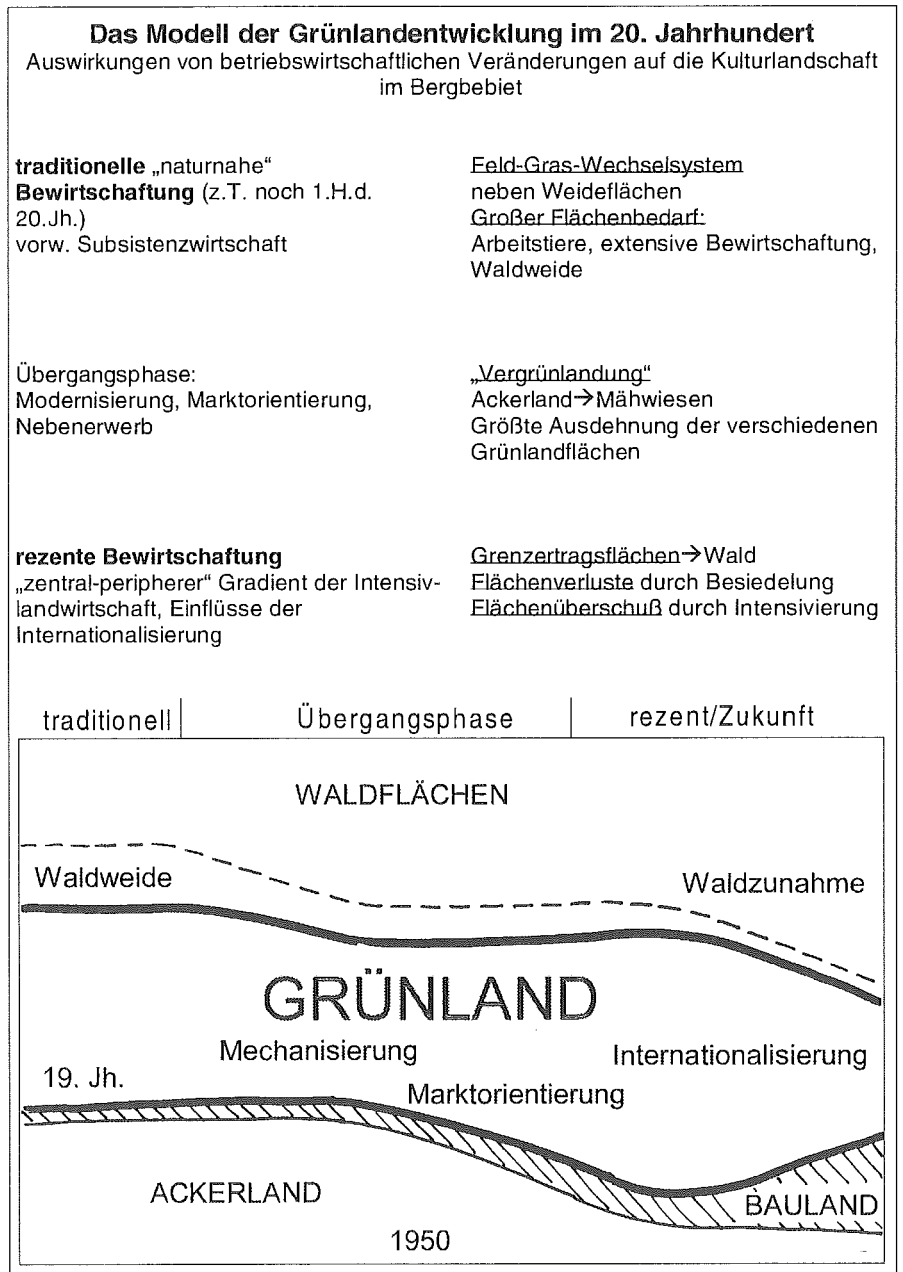 Das Modell der Grünlandentwicklung im 20. Jahrhundert
Auswirkungen von betriebswirtschaftlichen Veränderungen auf die Kulturlandschaft
im Bergbebiet
traditionelle „naturnahe“
Bewirtschaftung (z.T. noch 1.H.d.
20.Jh.)
vorw. Subsistenzwirtschaft
Feld-Gras-Wechselsystem
neben Weideflächen
Großer Flächenbedarf:
Arbeitstiere, extensive Bewirtschaftung,
Waldweide
Übergangsphase:
Modernisierung, Marktorientierung,
Nebenerwerb
„Vergrünlandung“
Ackerland→Mähwiesen
Größte Ausdehnung der verschiedenen
Grünlandflächen
rezente Bewirtschaftung
„zentral-peripherer“ Gradient der Intensiv-
landwirtschaft, Einflüsse der
Internationalisierung
Grenzertragsflächen→Wald
Flächenverluste durch Besiedelung
Flächenüberschuß durch Intensivierung
traditionell Übergangsphase rezent/Zukunft
WALDFLÄCHEN
Waldweide Waldzunahme
GRÜNLAND
Mechanisierung Internationalisierung
19. Jh. Marktorientierung
ACKERLAND BAULAND
1950